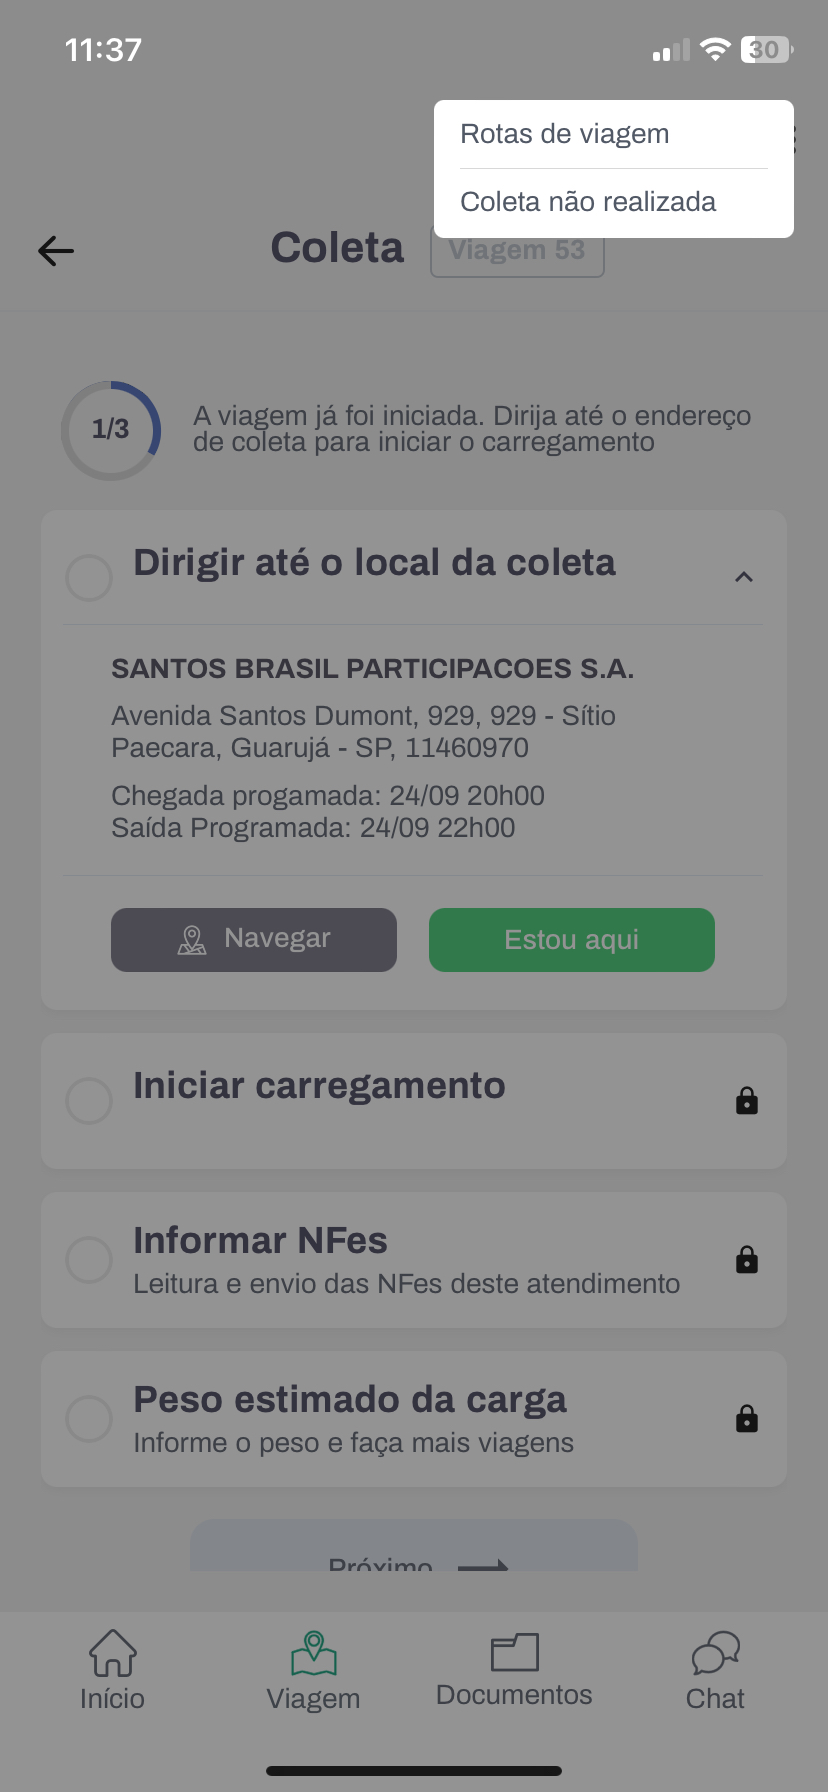 11:37
30
Rotas de viagem
Coleta não realizada
Coleta
Viagem 53
1/3
A viagem já foi iniciada. Dirija até o endereço
de coleta para iniciar o carregamento
Dirigir até o local da coleta
SANTOS BRASIL PARTICIPACOES S.A.
Avenida Santos Dumont, 929, 929 - Sítio
Paecara, Guarujá - SP, 11460970
Chegada progamada: 24/09 20h00
Saída Programada: 24/09 22h00
Navegar
Estou aqui
Iniciar carregamento
Informar NFes
Leitura e envio das NFes deste atendimento
Peso estimado da carga
Informe o peso e faça mais viagens
Próximo
Início
Viagem
Documentos
Chat